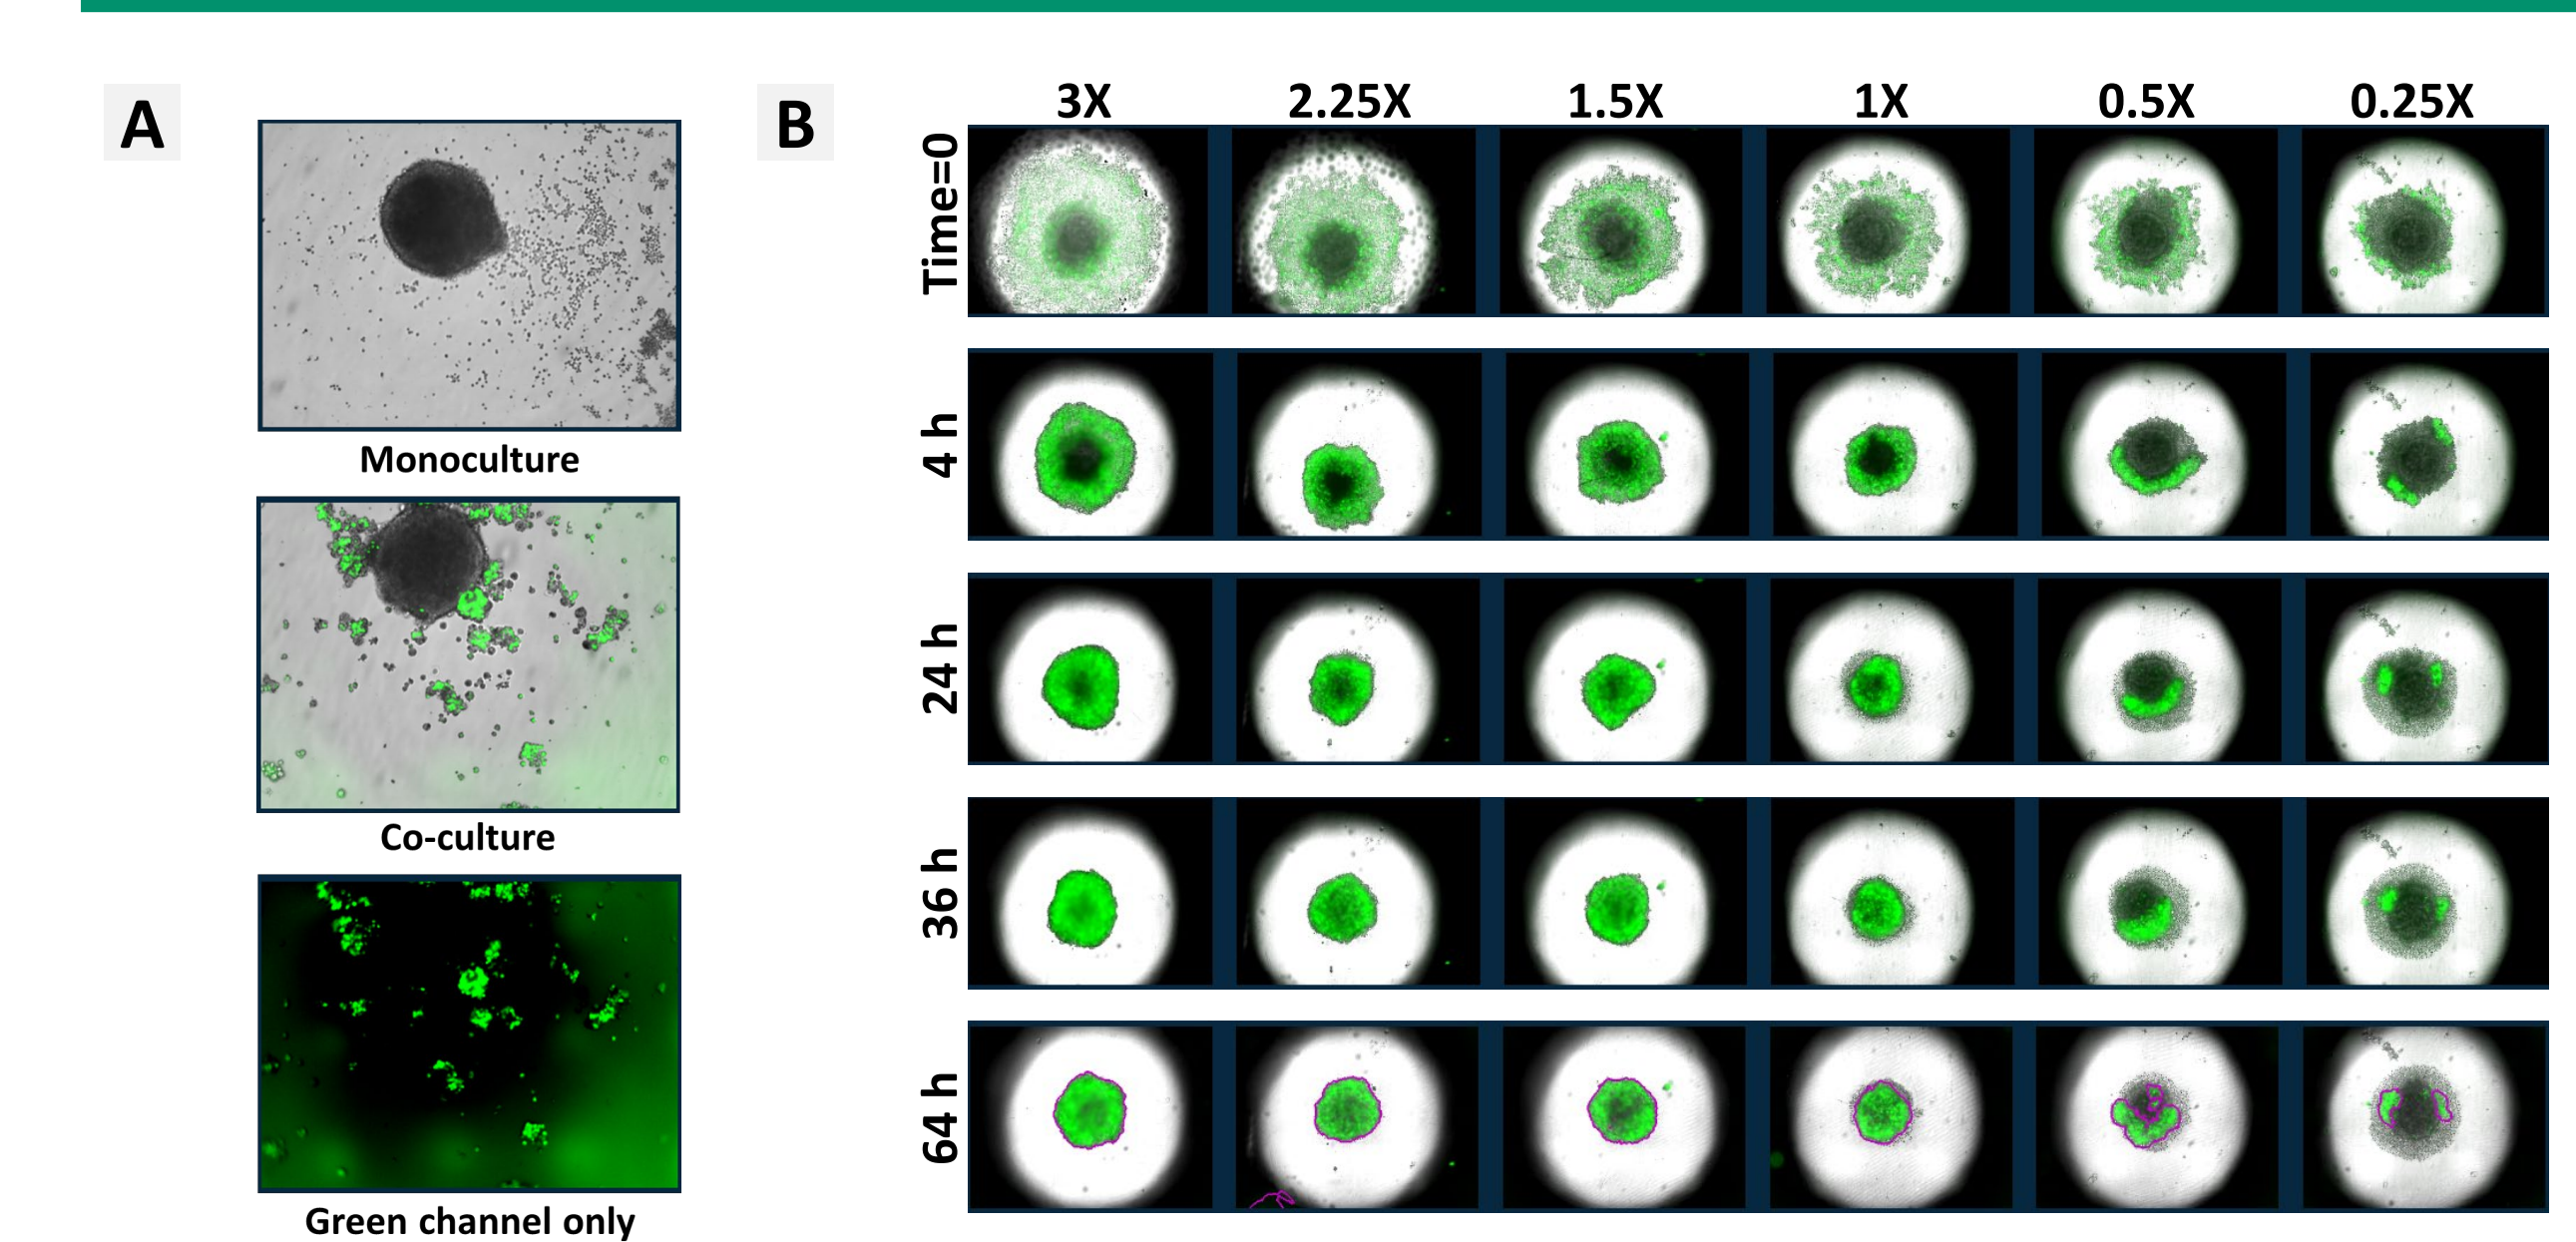 A
Monoculture
Co-culture
Green channel only
B
3X 2.25X 1.5X 1X 0.5X 0.25X
Time=0
4 h
24 h
36 h
64 h